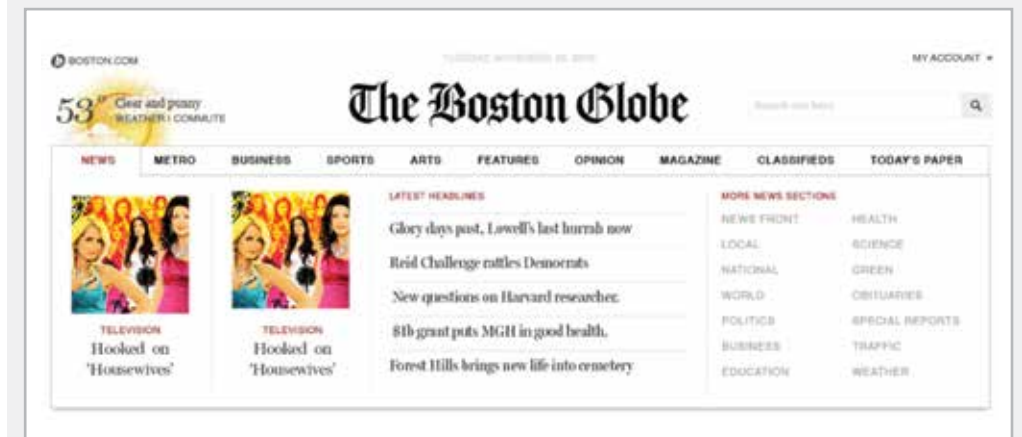 BOSTON.COM
MY ACCOUNT
53° Clear and punny
WEATHER | COMMUTE
The Boston Globe
NEWS METRO BUSINESS SPORTS ARTS FEATURES OPINION MAGAZINE CLASSIFIEDS TODAY'S PAPER
TELEVISION
Hooked on
'Housewives'
TELEVISION
Hooked on
'Housewives'
LATEST HEADLINES
Glory days past, Lowell's last hurrah now
Reid Challenge rattles Democrats
New questions on Harvard researcher.
$1b grant puts MGH in good health.
Forest Hills brings new life into cemetery
MORE NEWS SECTIONS
NEWS FRONT
LOCAL
NATIONAL
WORLD
POLITICS
BUSINESS
EDUCATION
HEALTH
SCIENCE
GREEN
OBITUARIES
SPECIAL REPORTS
TRAFFIC
WEATHER